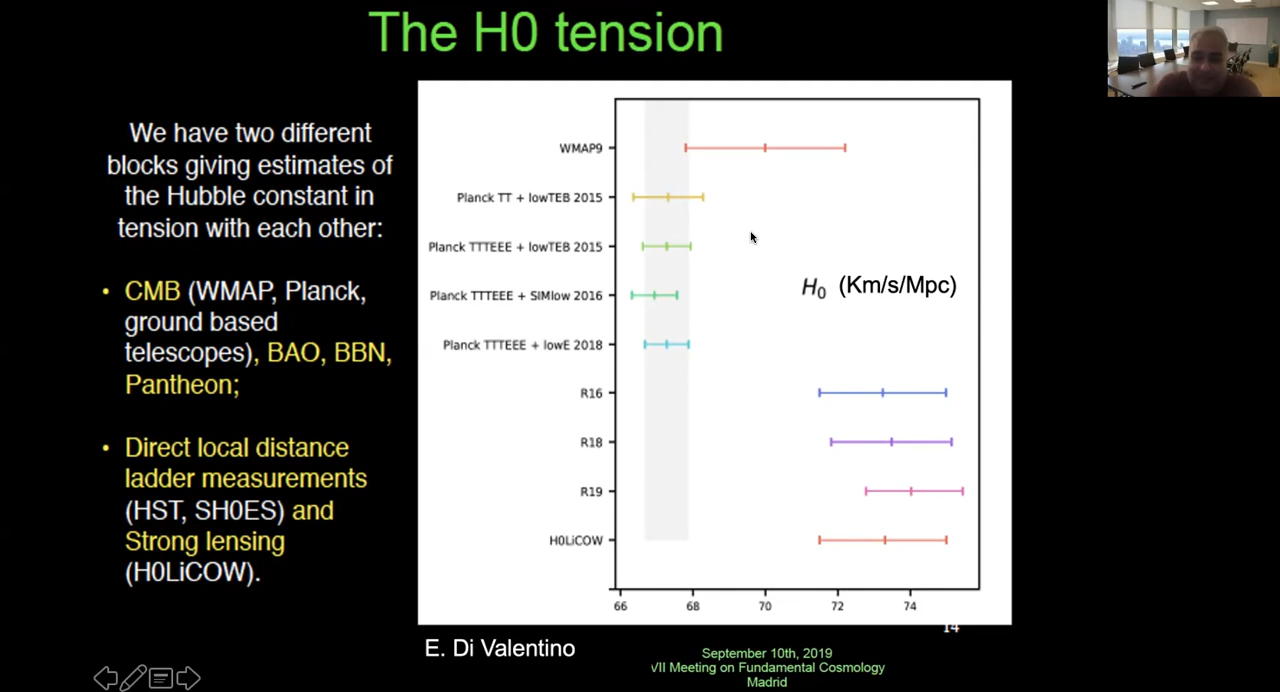 The H0 tension
We have two different
blocks giving estimates of
the Hubble constant in
tension with each other:
• CMB (WMAP, Planck,
ground based
telescopes), BAO, BBN,
Pantheon;
• Direct local distance
ladder measurements
(HST, SH0ES) and
Strong lensing
(H0LiCOW).
WMAP9
Planck TT + lowTEB 2015
Planck TTTEEE + lowTEB 2015
Planck TTTEEE + SIMlow 2016
Planck TTTEEE + lowE 2018
R16
R18
R19
H0LiCOW
H0 (Km/s/Mpc)
66 68 70 72 74
14
E. Di Valentino
September 10th, 2019
VII Meeting on Fundamental Cosmology
Madrid